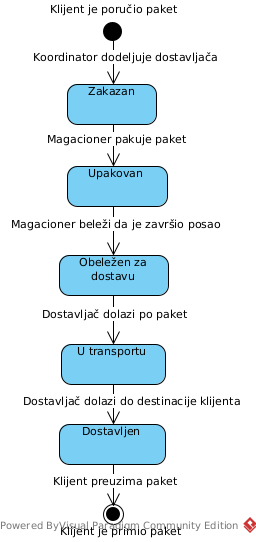 Klijent je poručio paket
Koordinator dodeljuje dostavljača
Zakazan
Magacioner pakuje paket
Upakovan
Magacioner beleži da je završio posao
Obeležen za
dostavu
Dostavljač dolazi po paket
U transportu
Dostavljač dolazi do destinacije klijenta
Dostavljen
Klijent preuzima paket
Powered ByVisual Paradigm Community Edition
Klijent je primio paket